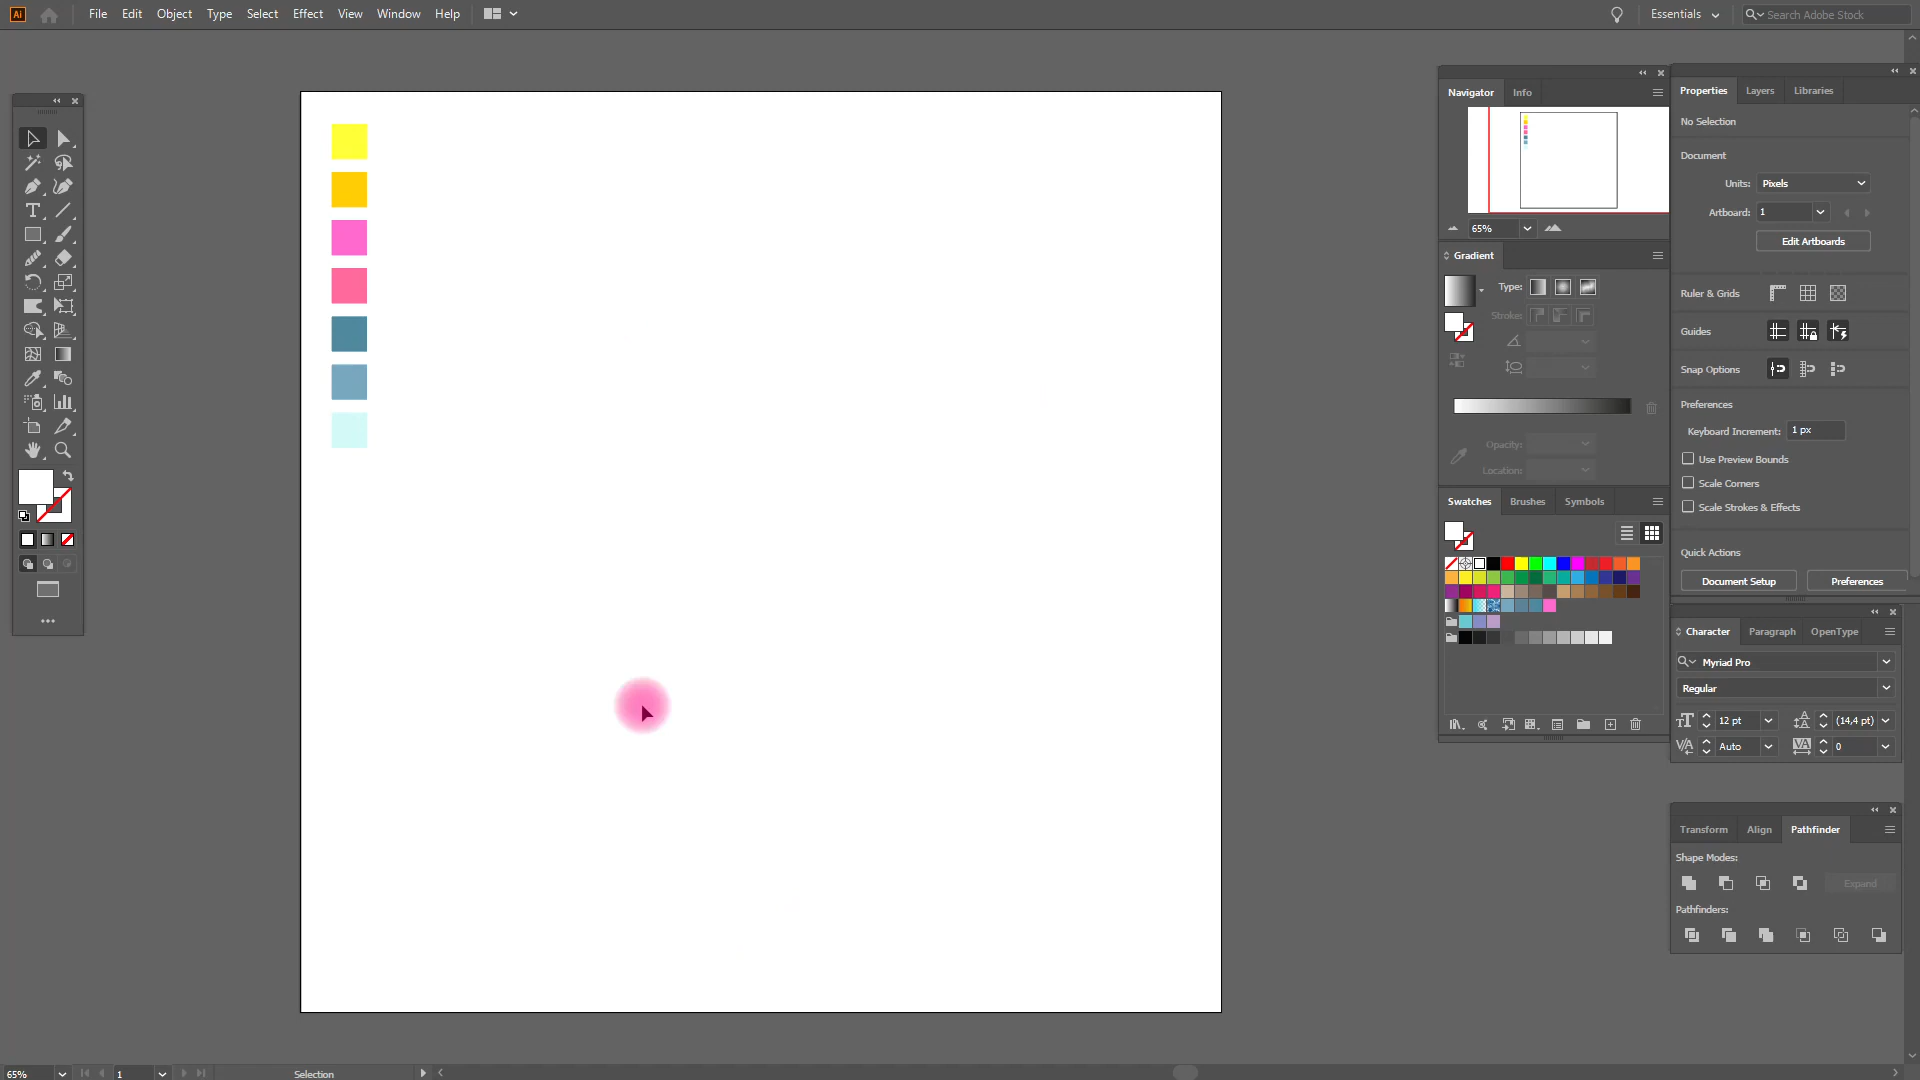 Ai File Edit Object Type Select Effect View Window Help Essentials Search Adobe Stock
Navigator Info
65%
Gradient
Type:
Stroke:
Opacity:
Location:
Swatches Brushes Symbols
Properties Layers Libraries
No Selection
Document
Units: Pixels
Artboard: 1
Edit Artboards
Ruler & Grids
Guides
Snap Options
Preferences
Keyboard Increment: 1 px
Use Preview Bounds
Scale Corners
Scale Strokes & Effects
Quick Actions
Document Setup Preferences
Character Paragraph OpenType
Myriad Pro
Regular
12 pt (14,4 pt)
Auto 0
Transform Align Pathfinder
Shape Modes:
Expand
Pathfinders:
65% 1 Selection